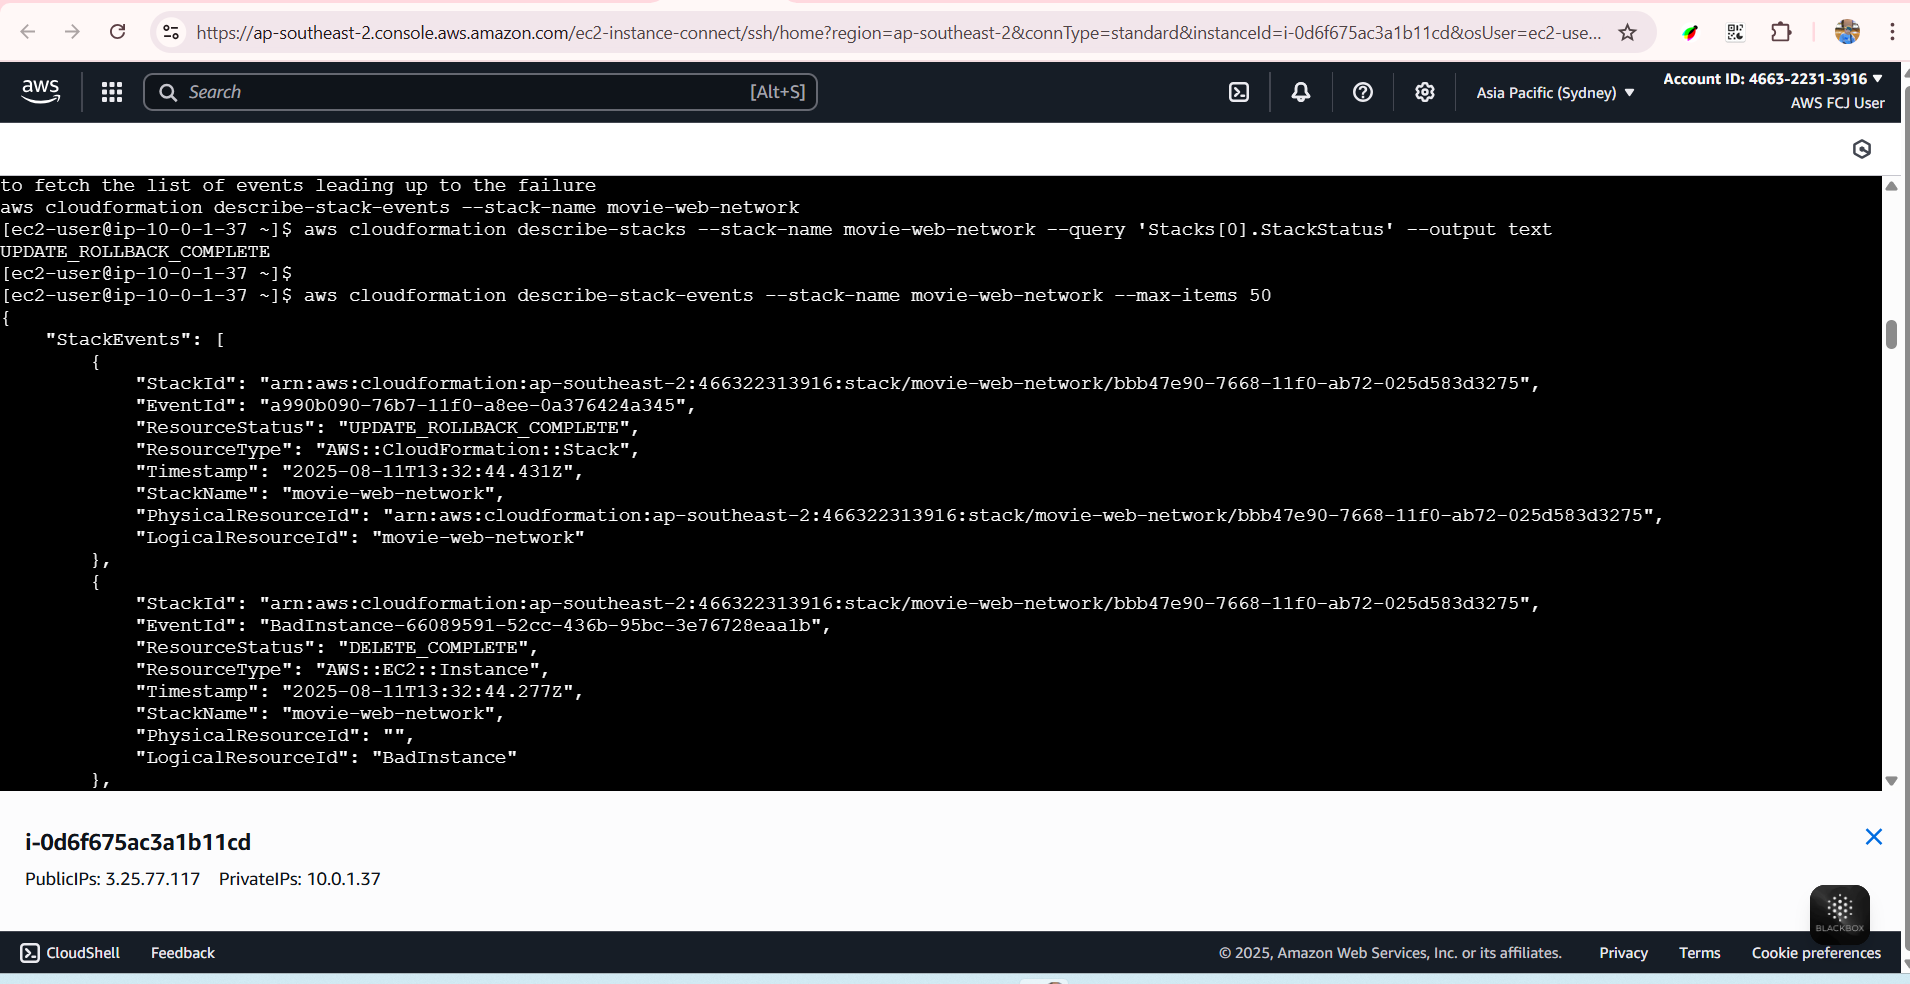 https://ap-southeast-2.console.aws.amazon.com/ec2-instance-connect/ssh/home?region=ap-southeast-2&connType=standard&instanceId=i-0d6f675ac3a1b11cd&osUser=ec2-use...
aws
Search [Alt+S]
Asia Pacific (Sydney)
Account ID: 4663-2231-3916
AWS FCJ User
to fetch the list of events leading up to the failure
aws cloudformation describe-stack-events --stack-name movie-web-network
[ec2-user@ip-10-0-1-37 ~]$ aws cloudformation describe-stacks --stack-name movie-web-network --query 'Stacks[0].StackStatus' --output text
UPDATE_ROLLBACK_COMPLETE
[ec2-user@ip-10-0-1-37 ~]$
[ec2-user@ip-10-0-1-37 ~]$ aws cloudformation describe-stack-events --stack-name movie-web-network --max-items 50
{
    "StackEvents": [
        {
            "StackId": "arn:aws:cloudformation:ap-southeast-2:466322313916:stack/movie-web-network/bbb47e90-7668-11f0-ab72-025d583d3275",
            "EventId": "a990b090-76b7-11f0-a8ee-0a376424a345",
            "ResourceStatus": "UPDATE_ROLLBACK_COMPLETE",
            "ResourceType": "AWS::CloudFormation::Stack",
            "Timestamp": "2025-08-11T13:32:44.431Z",
            "StackName": "movie-web-network",
            "PhysicalResourceId": "arn:aws:cloudformation:ap-southeast-2:466322313916:stack/movie-web-network/bbb47e90-7668-11f0-ab72-025d583d3275",
            "LogicalResourceId": "movie-web-network"
        },
        {
            "StackId": "arn:aws:cloudformation:ap-southeast-2:466322313916:stack/movie-web-network/bbb47e90-7668-11f0-ab72-025d583d3275",
            "EventId": "BadInstance-66089591-52cc-436b-95bc-3e76728eaa1b",
            "ResourceStatus": "DELETE_COMPLETE",
            "ResourceType": "AWS::EC2::Instance",
            "Timestamp": "2025-08-11T13:32:44.277Z",
            "StackName": "movie-web-network",
            "PhysicalResourceId": "",
            "LogicalResourceId": "BadInstance"
        },
i-0d6f675ac3a1b11cd
PublicIPs: 3.25.77.117 PrivateIPs: 10.0.1.37
BLACKBOX
CloudShell Feedback © 2025, Amazon Web Services, Inc. or its affiliates. Privacy Terms Cookie preferences